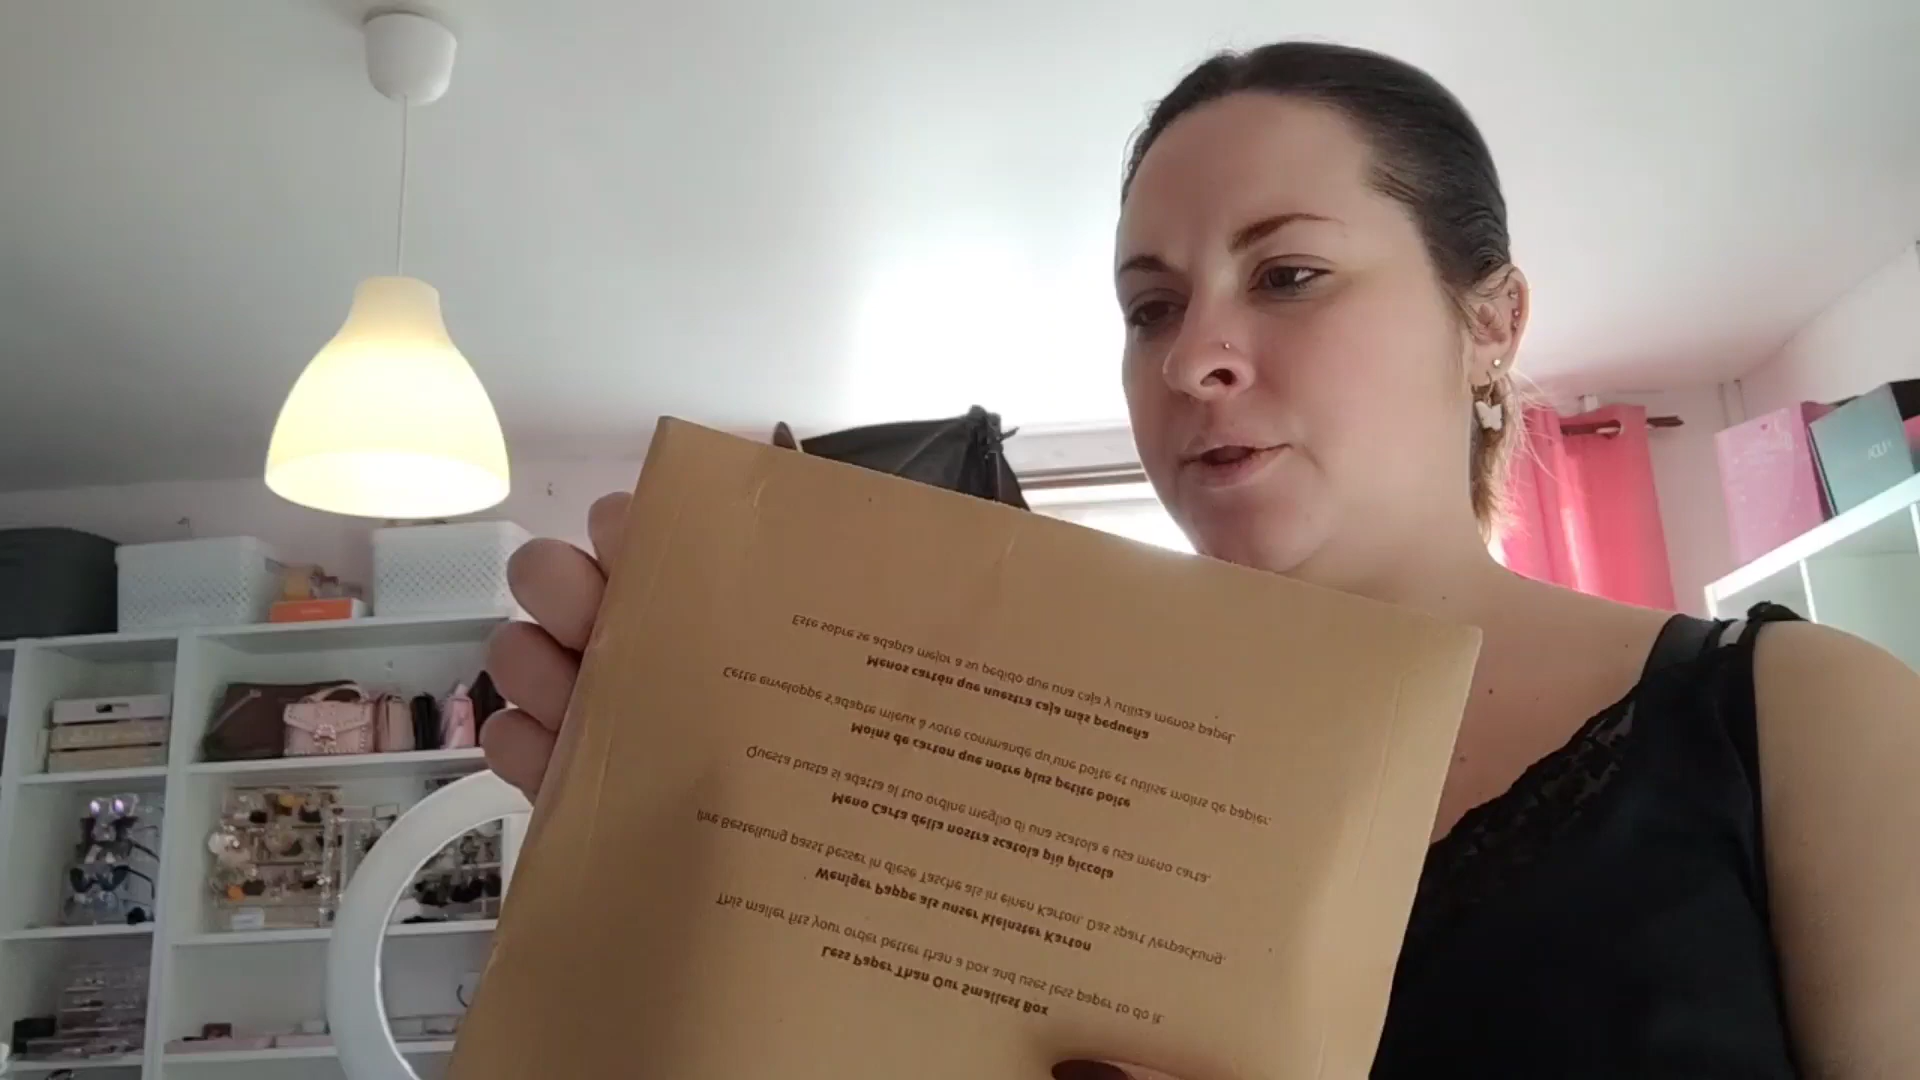 Less Paper Than Our Smallest Box
This mailer fits your order better than a box and uses less paper to do it.
Weniger Pappe als unser kleinster Karton
Ihre Bestellung passt besser in diese Tasche als in einen Karton. Das spart Verpackung.
Meno Carta della nostra scatola più piccola
Questa busta si adatta al tuo ordine meglio di una scatola e usa meno carta.
Moins de carton que notre plus petite boîte
Cette enveloppe s'adapte mieux à votre commande qu'une boîte et utilise moins de papier.
Menos cartón que nuestra caja más pequeña
Este sobre se adapta mejor a su pedido que una caja y utiliza menos papel.